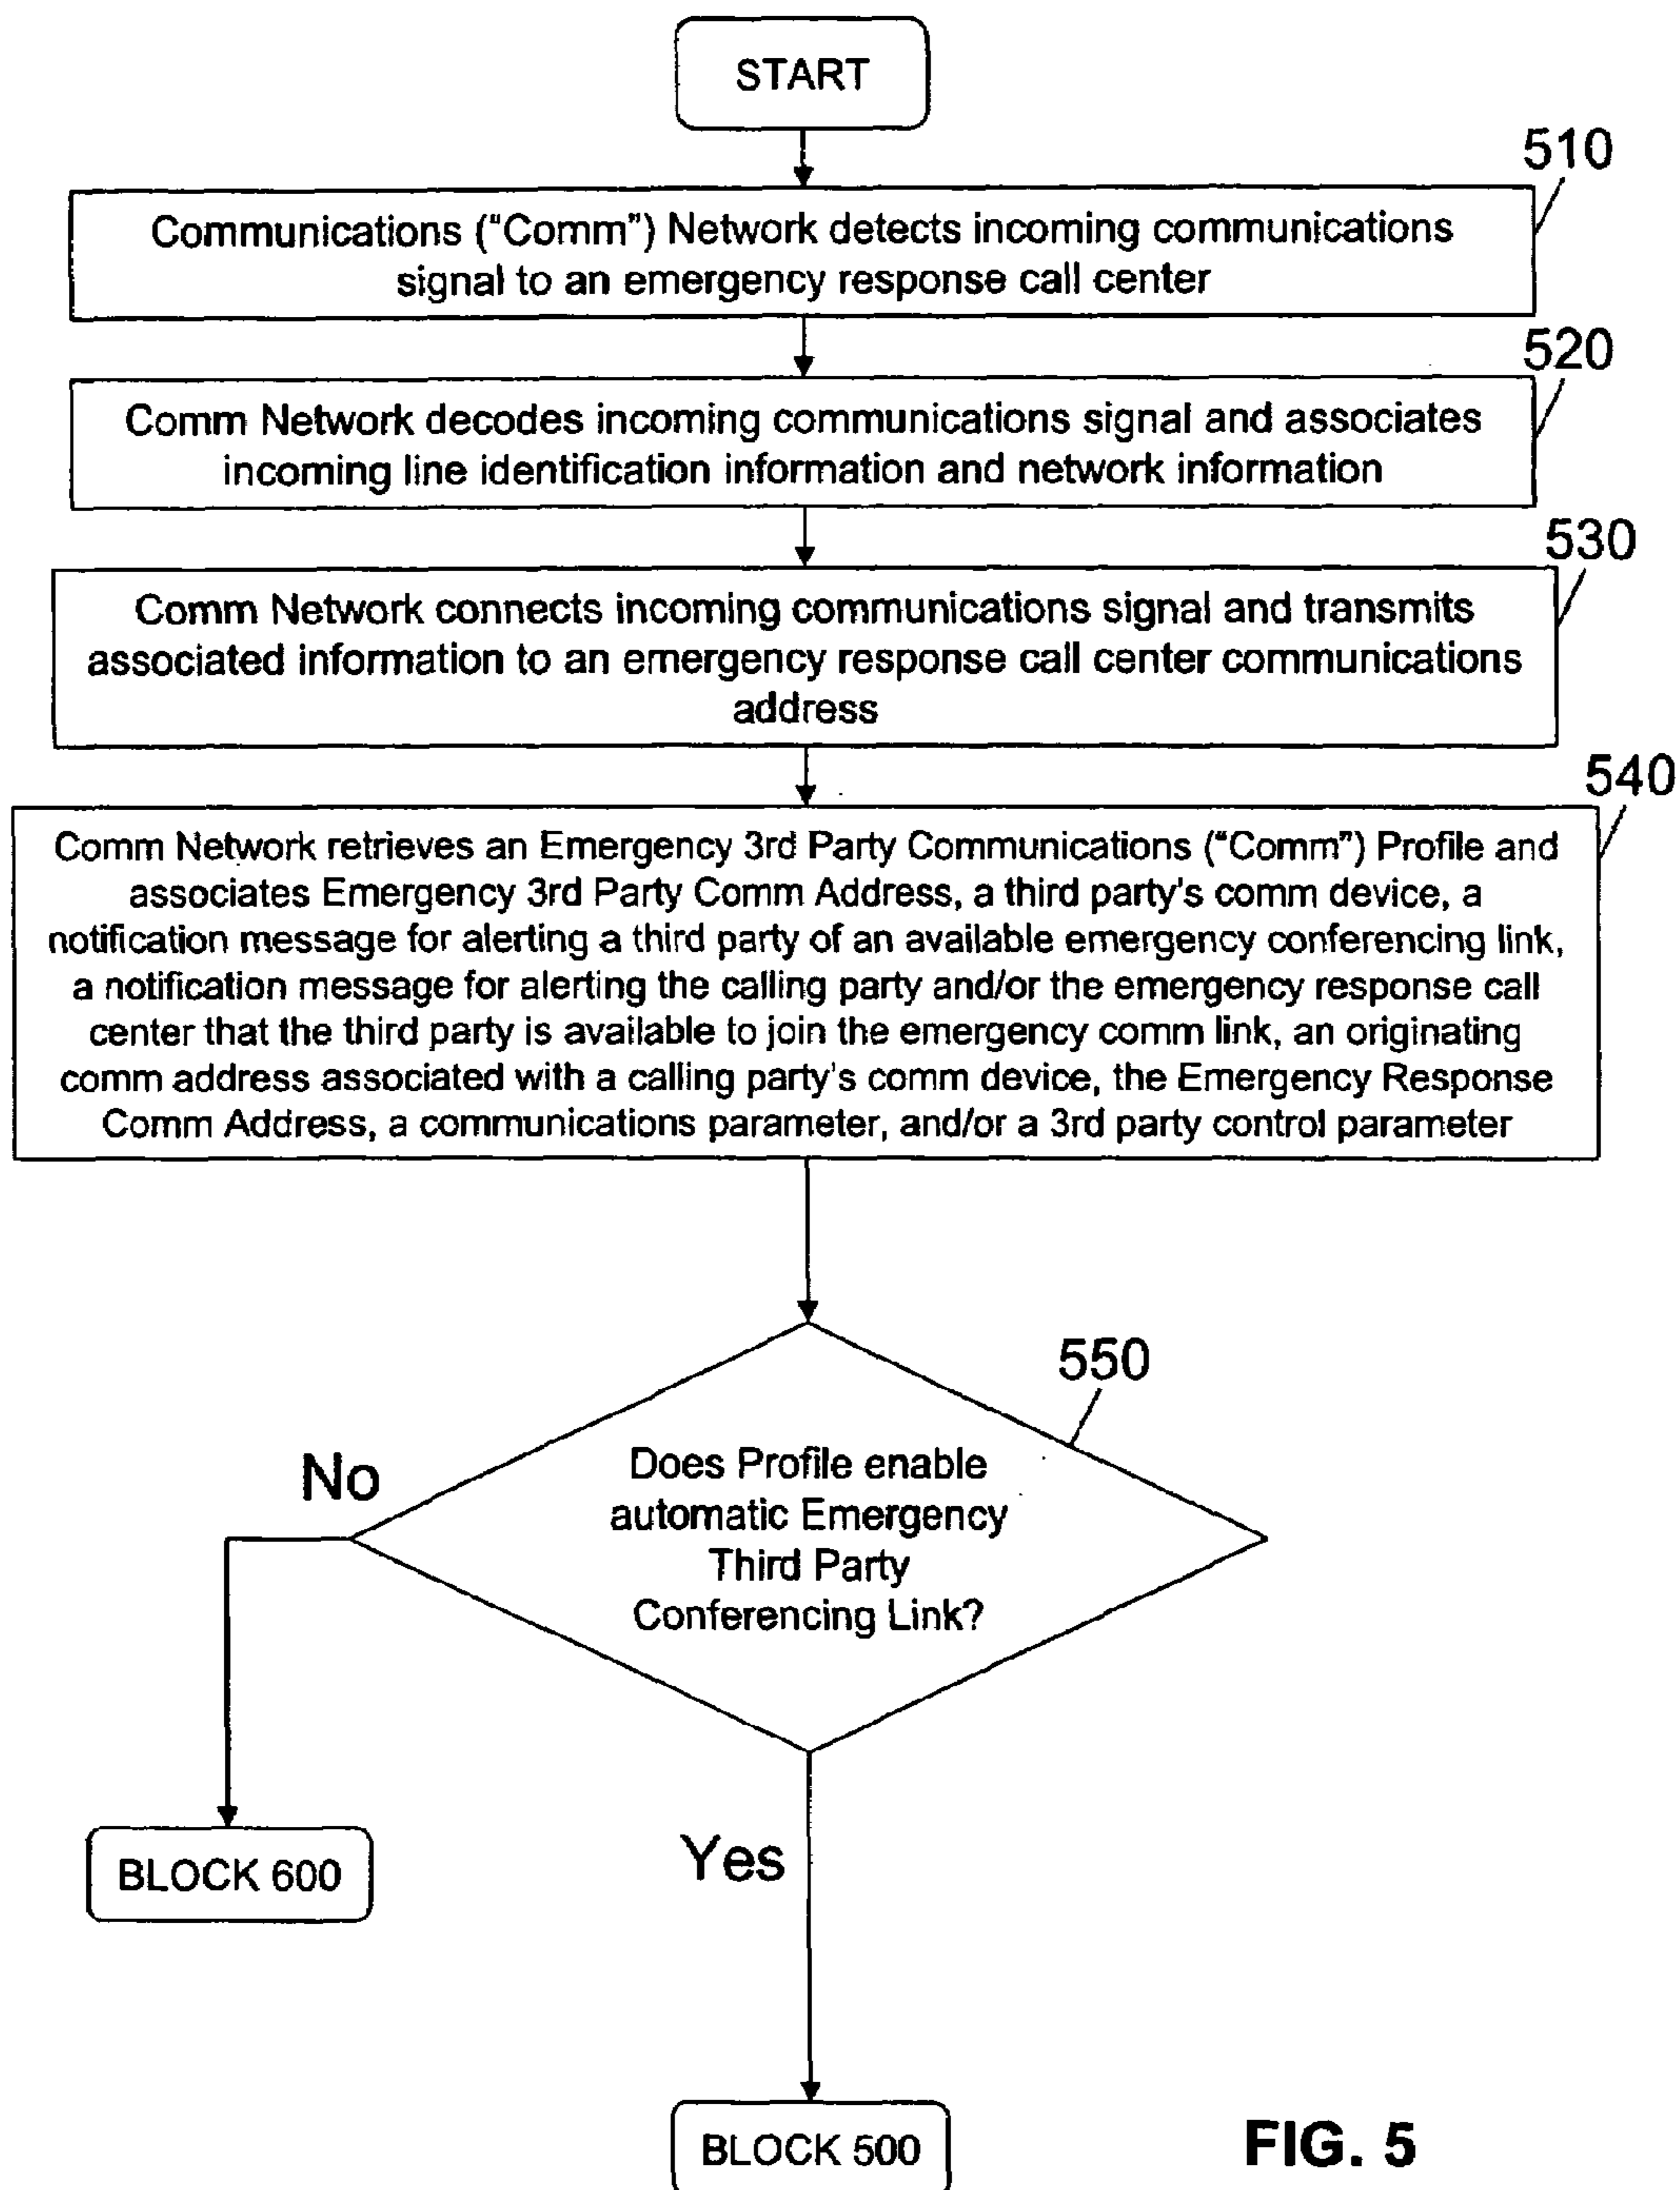 START
510
Communications ("Comm") Network detects incoming communications
signal to an emergency response call center
520
Comm Network decodes incoming communications signal and associates
incoming line identification information and network information
530
Comm Network connects incoming communications signal and transmits
associated information to an emergency response call center communications
address
540
Comm Network retrieves an Emergency 3rd Party Communications ("Comm") Profile and
associates Emergency 3rd Party Comm Address, a third party's comm device, a
notification message for alerting a third party of an available emergency conferencing link,
a notification message for alerting the calling party and/or the emergency response call
center that the third party is available to join the emergency comm link, an originating
comm address associated with a calling party's comm device, the Emergency Response
Comm Address, a communications parameter, and/or a 3rd party control parameter
550
Does Profile enable
automatic Emergency
Third Party
Conferencing Link?
No
Yes
BLOCK 600
BLOCK 500
FIG. 5